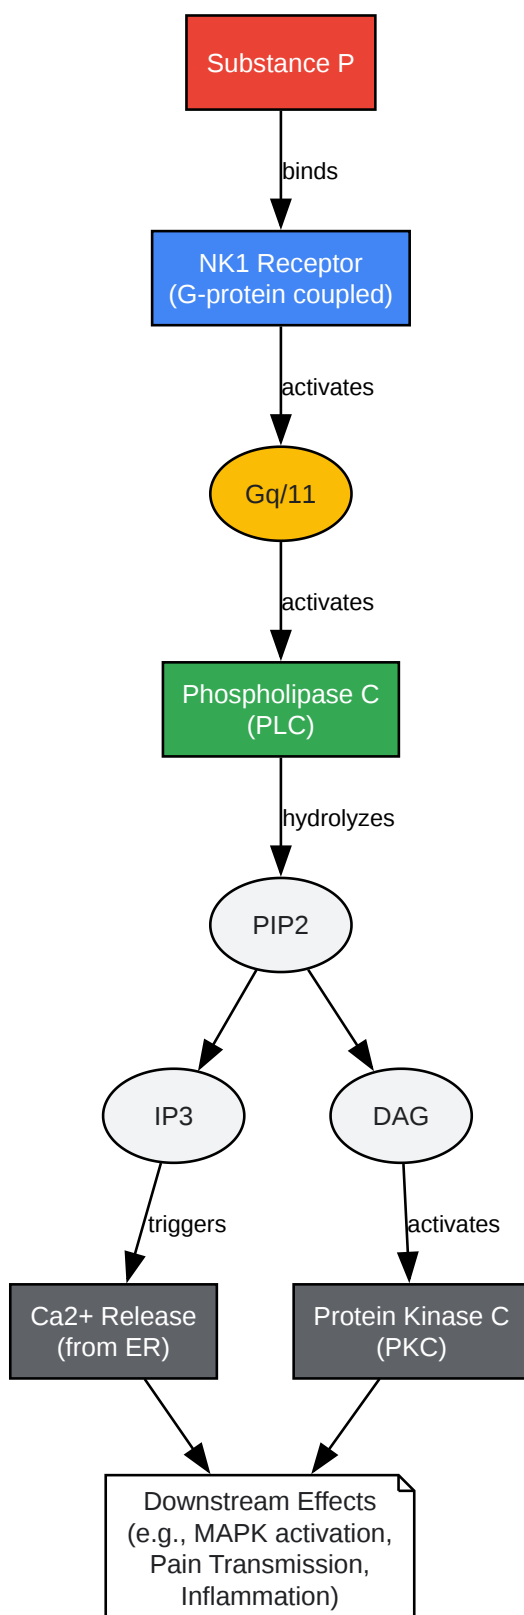 Substance P
binds
NK1 Receptor
(G-protein coupled)
activates
Gq/11
activates
Phospholipase C
(PLC)
hydrolyzes
PIP2
IP3
DAG
triggers
activates
Ca2+ Release
(from ER)
Protein Kinase C
(PKC)
Downstream Effects
(e.g., MAPK activation,
Pain Transmission,
Inflammation)